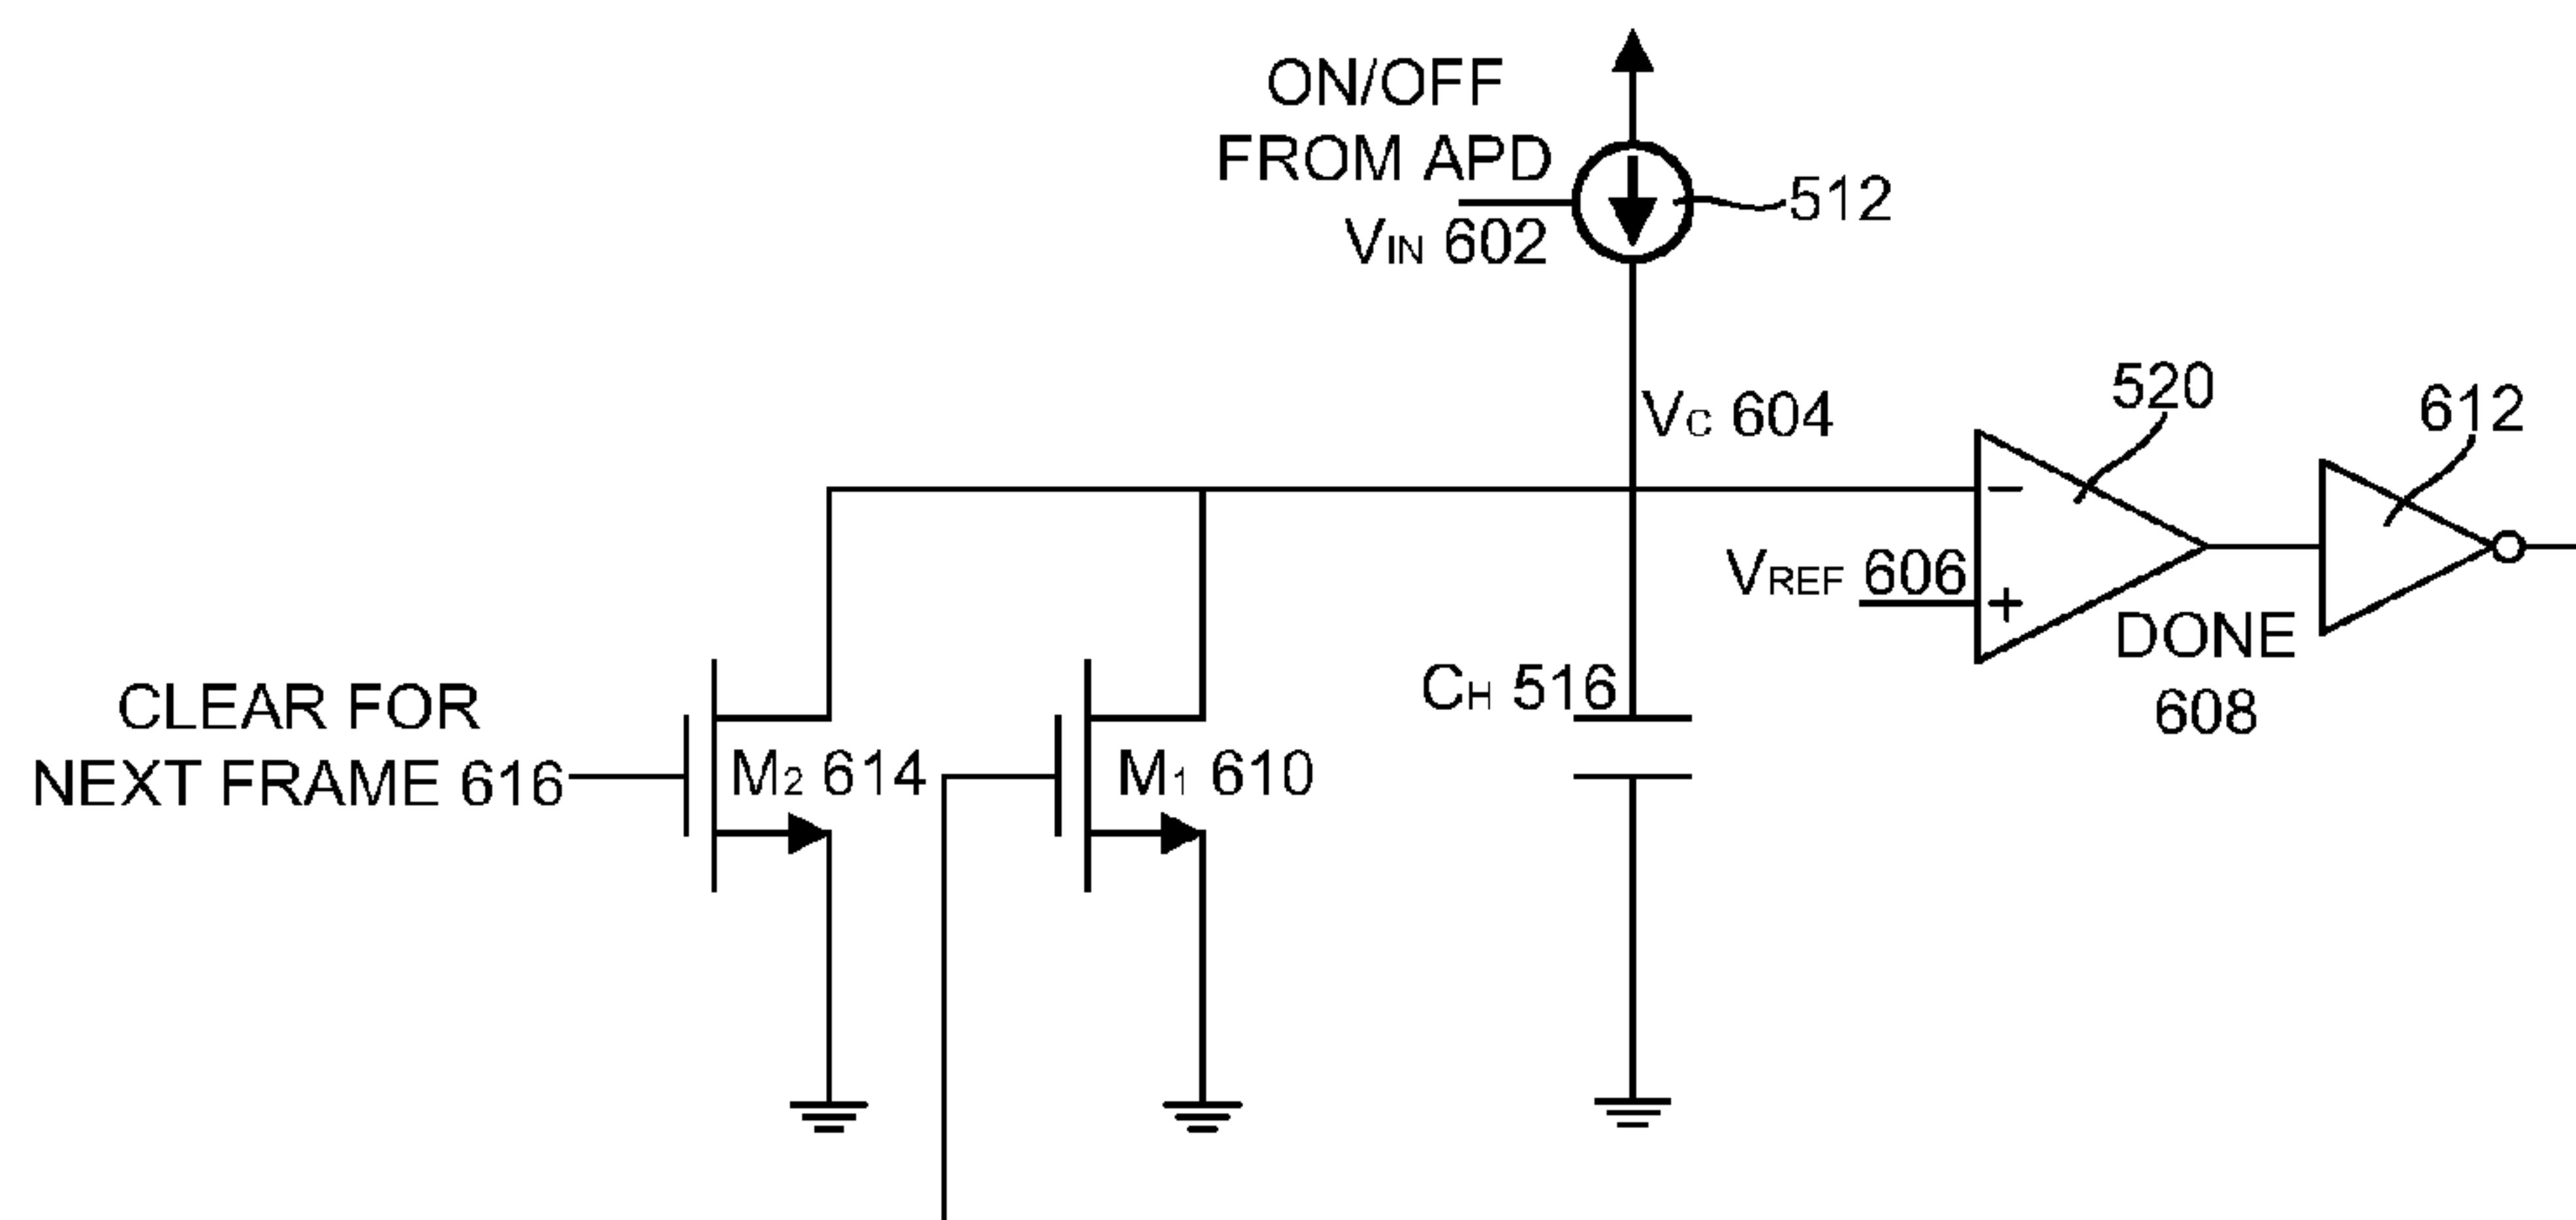 ON/OFF
FROM APD
VIN 602
512
VC 604
520
612
VREF 606
−
+
DONE
608
CH 516
CLEAR FOR
NEXT FRAME 616
M2 614
M1 610